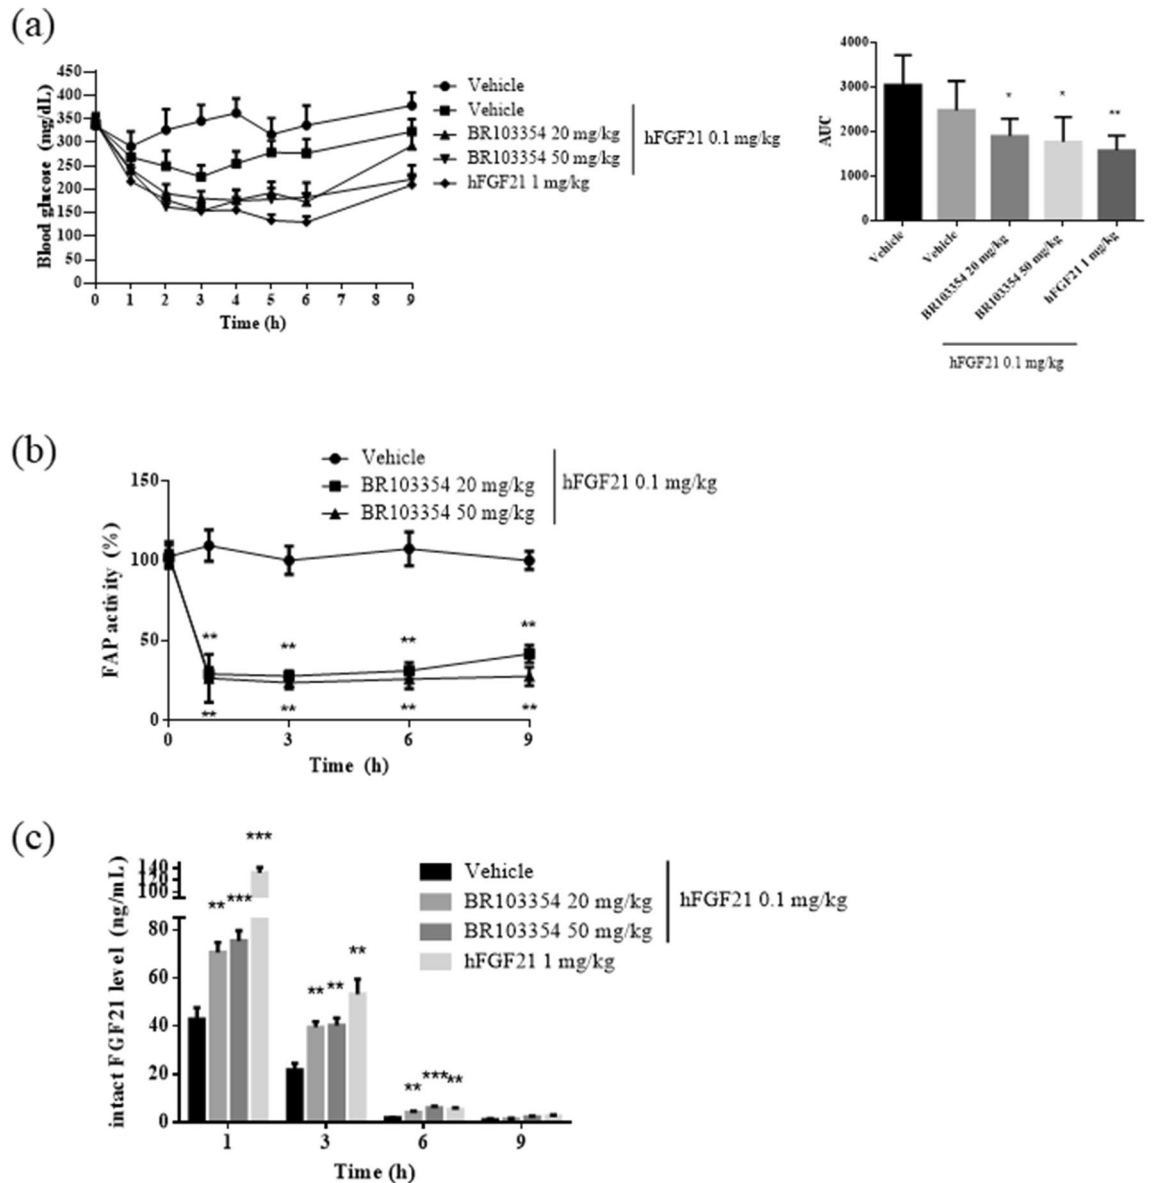 (a)
450
400
350
300
250
200
150
100
50
0
Blood glucose (mg/dL)
0 1 2 3 4 5 6 7 8 9
Time (h)
Vehicle
Vehicle
BR103354 20 mg/kg
BR103354 50 mg/kg
hFGF21 1 mg/kg
hFGF21 0.1 mg/kg
4000
3000
2000
1000
0
AUC
* * **
Vehicle
Vehicle
BR103354 20 mg/kg
BR103354 50 mg/kg
hFGF21 1 mg/kg
hFGF21 0.1 mg/kg
(b)
Vehicle
BR103354 20 mg/kg
BR103354 50 mg/kg
hFGF21 0.1 mg/kg
150
100
50
0
FAP activity (%)
** ** ** **
** ** ** **
0 3 6 9
Time (h)
(c)
140
120
100
80
60
40
20
0
intact FGF21 level (ng/mL)
** *** ***
** ** **
** *** **
Vehicle
BR103354 20 mg/kg
BR103354 50 mg/kg
hFGF21 1 mg/kg
hFGF21 0.1 mg/kg
1 3 6 9
Time (h)